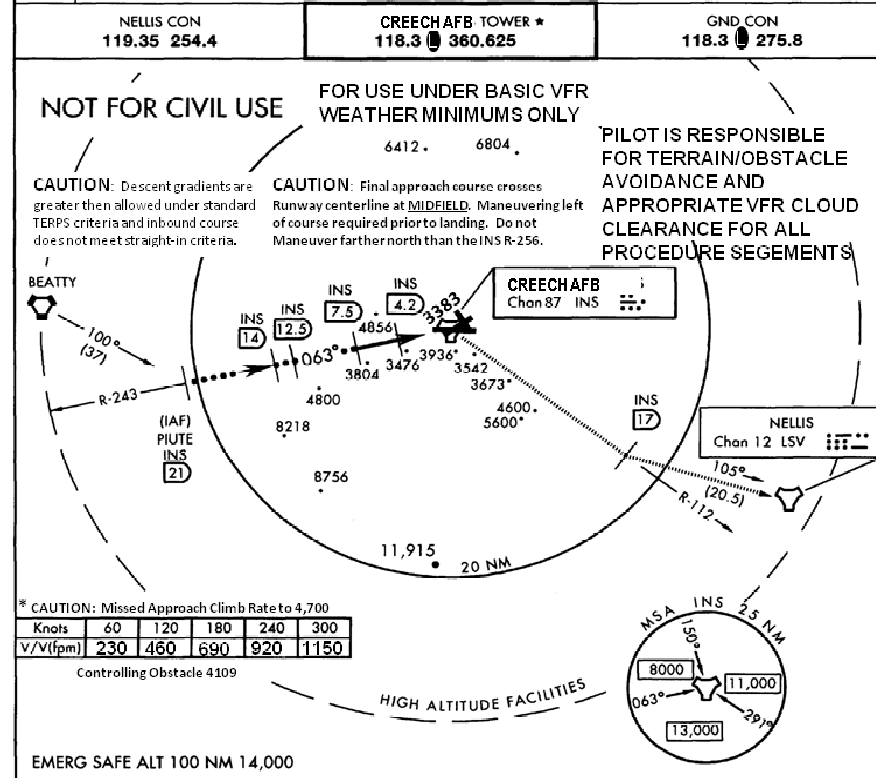 NELLIS CON
119.35 254.4
CREECH AFB TOWER *
118.3 360.625
GND CON
118.3 275.8
NOT FOR CIVIL USE
FOR USE UNDER BASIC VFR
WEATHER MINIMUMS ONLY
6412
6804
PILOT IS RESPONSIBLE
FOR TERRAIN/OBSTACLE
AVOIDANCE AND
APPROPRIATE VFR CLOUD
CLEARANCE FOR ALL
PROCEDURE SEGEMENTS
CAUTION: Descent gradients are
greater then allowed under standard
TERPS criteria and inbound course
does not meet straight-in criteria.
CAUTION: Final approach course crosses
Runway centerline at MIDFIELD. Maneuvering left
of course required prior to landing. Do not
Maneuver farther north than the INS R-256.
BEATTY
100°
(37)
R-243
(IAF)
PIUTE
INS
21
INS
14
INS
12.5
INS
7.5
INS
4.2
063°
4856
3383
CREECH AFB
Chan 87 INS
3804
3476
3936
3542
3673
4800
8218
8756
4600
5600
INS
17
NELLIS
Chan 12 LSV
105°
(20.5)
R-112
11,915
20 NM
* CAUTION: Missed Approach Climb Rate to 4,700
Knots 60 120 180 240 300
V/V(fpm) 230 460 690 920 1150
Controlling Obstacle 4109
HIGH ALTITUDE FACILITIES
MSA INS 25 NM
150°
8000
11,000
063°
291°
13,000
EMERG SAFE ALT 100 NM 14,000